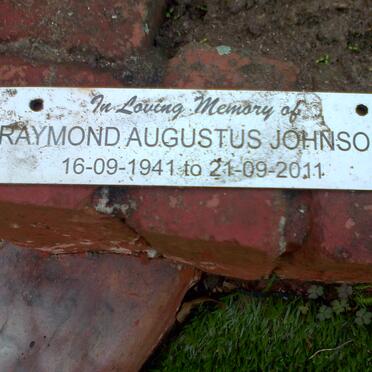 In Loving Memory of
RAYMOND AUGUSTUS JOHNSO
16-09-1941 to 21-09-2011